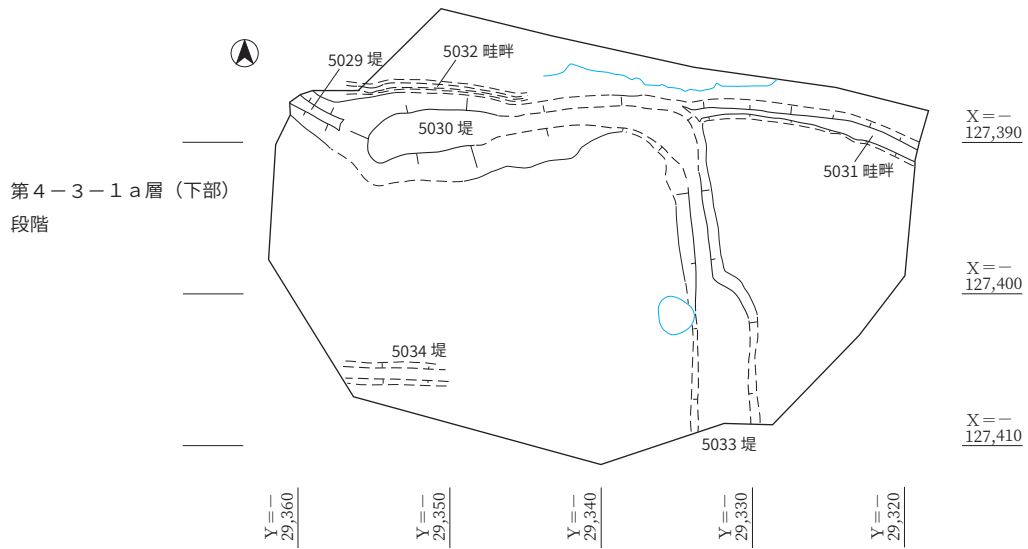 5029 堤
5032 畦畔
5030 堤
5031 畦畔
X＝－
127,390
第４－３－１ａ層（下部）
段階
X＝－
127,400
5034 堤
X＝－
127,410
5033 堤
Y＝－
29,360
Y＝－
29,350
Y＝－
29,340
Y＝－
29,330
Y＝－
29,320